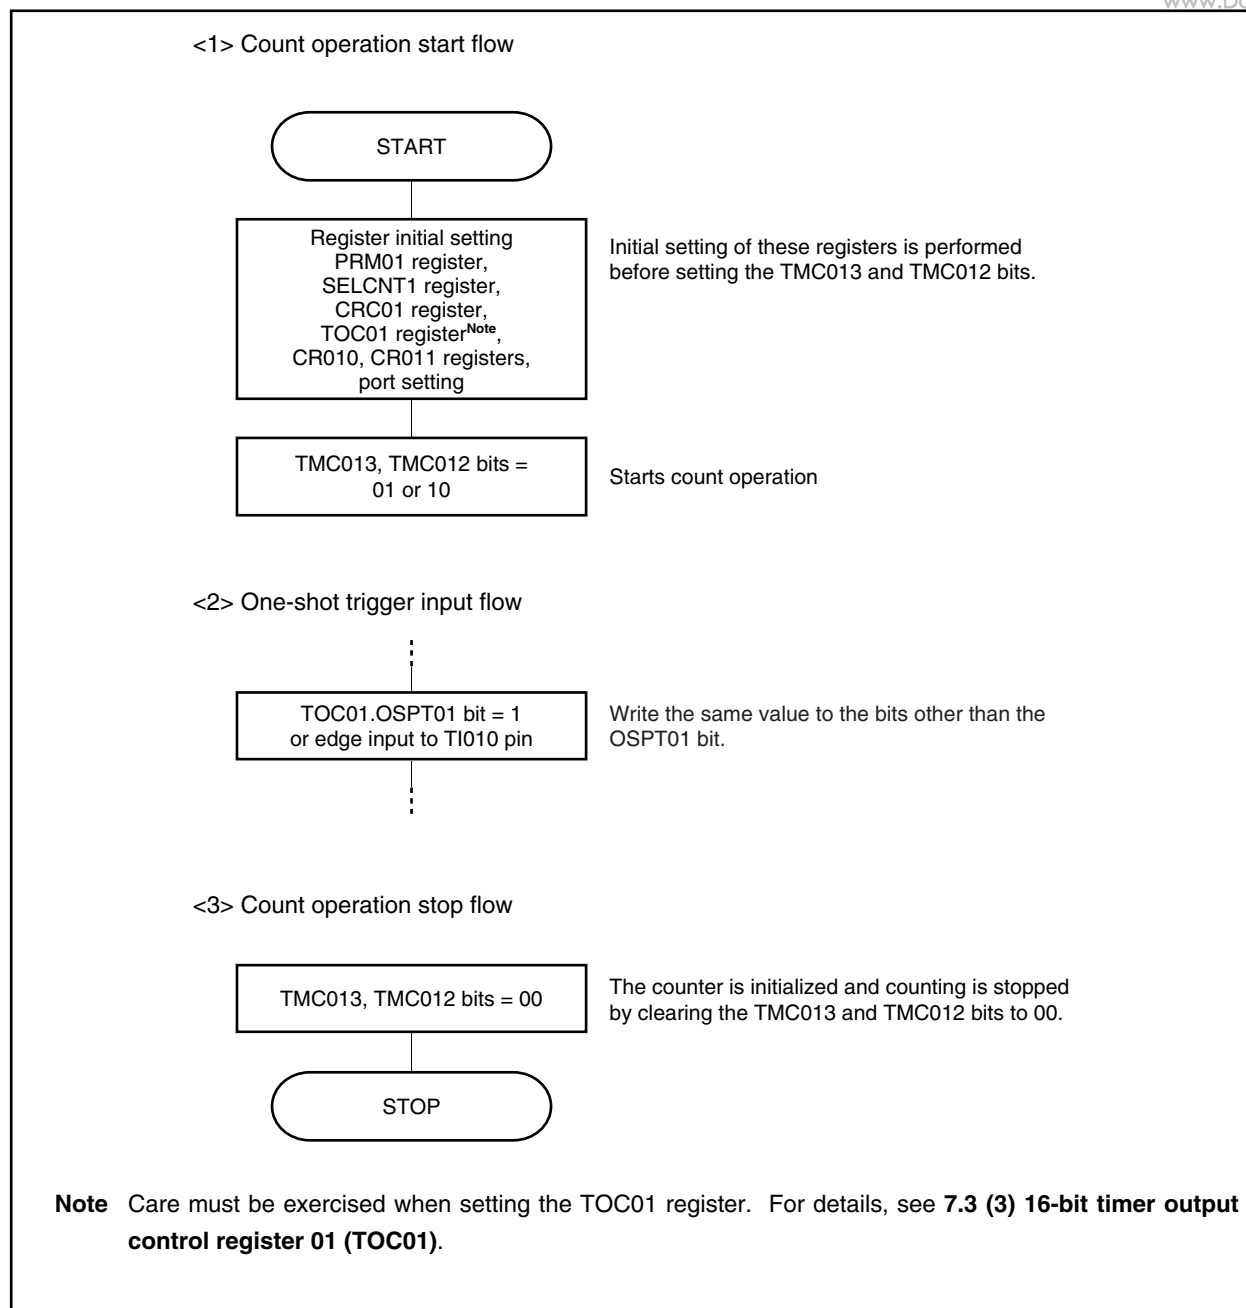 <1> Count operation start flow
START
Register initial setting
PRM01 register,
SELCNT1 register,
CRC01 register,
TOC01 registerNote,
CR010, CR011 registers,
port setting
Initial setting of these registers is performed
before setting the TMC013 and TMC012 bits.
TMC013, TMC012 bits =
01 or 10
Starts count operation
<2> One-shot trigger input flow
TOC01.OSPT01 bit = 1
or edge input to TI010 pin
Write the same value to the bits other than the
OSPT01 bit.
<3> Count operation stop flow
TMC013, TMC012 bits = 00
The counter is initialized and counting is stopped
by clearing the TMC013 and TMC012 bits to 00.
STOP
Note Care must be exercised when setting the TOC01 register. For details, see 7.3 (3) 16-bit timer output
control register 01 (TOC01).